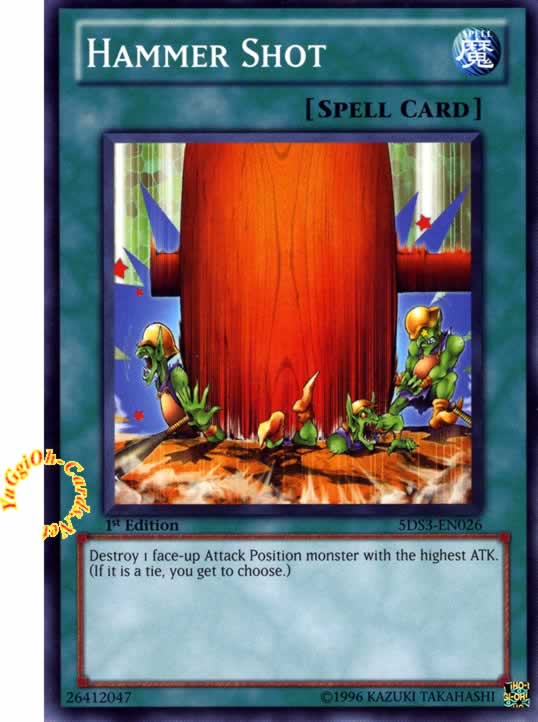 HAMMER SHOT
SPELL
魔
[SPELL CARD]
YuGgiOh-Cards.Net
1st Edition
5DS3-EN026
Destroy 1 face-up Attack Position monster with the highest ATK.
(If it is a tie, you get to choose.)
26412047
©1996 KAZUKI TAKAHASHI